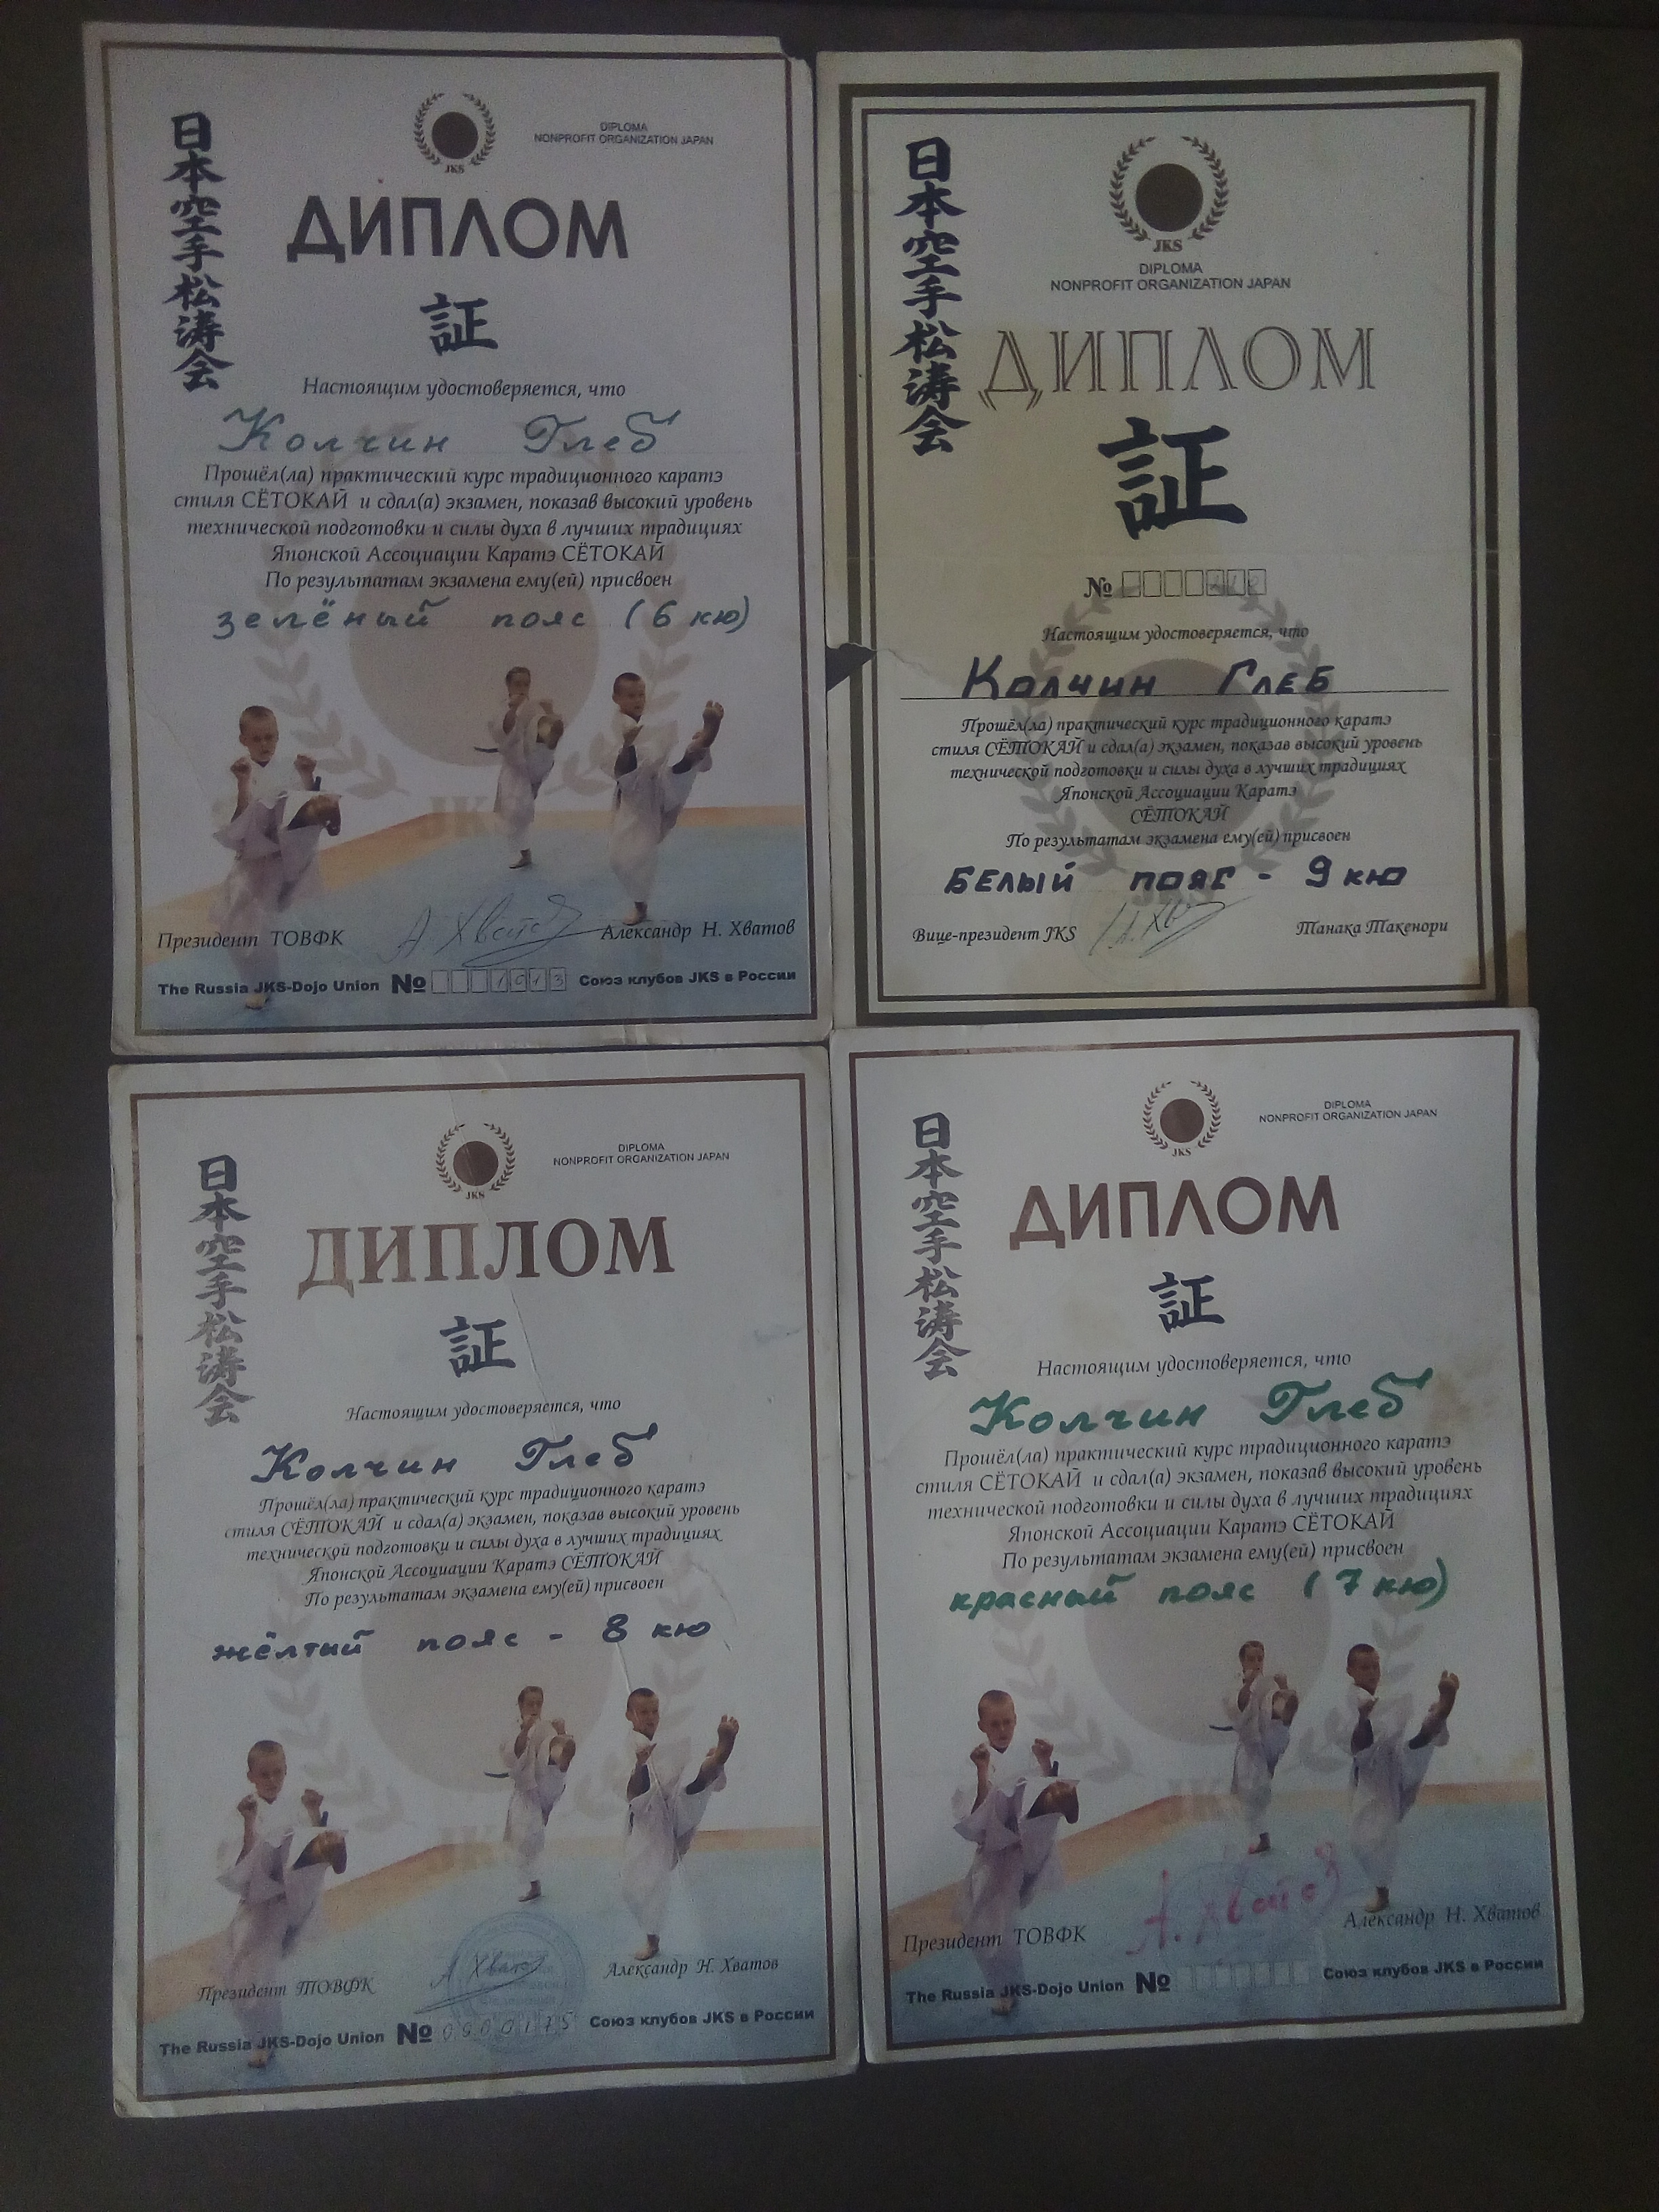 日本空手松涛会
JKS
DIPLOMA
NONPROFIT ORGANIZATION JAPAN
ДИПЛОМ
証
Настоящим удостоверяется, что
Колчин Глеб
Прошёл(ла) практический курс традиционного каратэ
стиля СЁТОКАЙ и сдал(а) экзамен, показав высокий уровень
технической подготовки и силы духа в лучших традициях
Японской Ассоциации Каратэ СЁТОКАЙ
По результатам экзамена ему(ей) присвоен
зелёный пояс (6 кю)
JKS
Президент ТОВФК А. Хватов Александр Н. Хватов
The Russia JKS-Dojo Union № 1013 Союз клубов JKS в России
日本空手松涛会
JKS
DIPLOMA
NONPROFIT ORGANIZATION JAPAN
ДИПЛОМ
証
№
Настоящим удостоверяется, что
Колчин Глеб
Прошёл(ла) практический курс традиционного каратэ
стиля СЁТОКАЙ и сдал(а) экзамен, показав высокий уровень
технической подготовки и силы духа в лучших традициях
Японской Ассоциации Каратэ
СЁТОКАЙ
По результатам экзамена ему(ей) присвоен
Белый пояс - 9 кю
JKS
Вице-президент JKS Танака Такенори
日本空手松涛会
JKS
DIPLOMA
NONPROFIT ORGANIZATION JAPAN
ДИПЛОМ
証
Настоящим удостоверяется, что
Колчин Глеб
Прошёл(ла) практический курс традиционного каратэ
стиля СЁТОКАЙ и сдал(а) экзамен, показав высокий уровень
технической подготовки и силы духа в лучших традициях
Японской Ассоциации Каратэ СЁТОКАЙ
По результатам экзамена ему(ей) присвоен
жёлтый пояс - 8 кю
JKS
Президент ТОВФК А. Хватов Александр Н. Хватов
The Russia JKS-Dojo Union № 0000175 Союз клубов JKS в России
日本空手松涛会
JKS
DIPLOMA
NONPROFIT ORGANIZATION JAPAN
ДИПЛОМ
証
Настоящим удостоверяется, что
Колчин Глеб
Прошёл(ла) практический курс традиционного каратэ
стиля СЁТОКАЙ и сдал(а) экзамен, показав высокий уровень
технической подготовки и силы духа в лучших традициях
Японской Ассоциации Каратэ СЁТОКАЙ
По результатам экзамена ему(ей) присвоен
красный пояс (7 кю)
JKS
Президент ТОВФК А. Хватов Александр Н. Хватов
The Russia JKS-Dojo Union № Союз клубов JKS в России